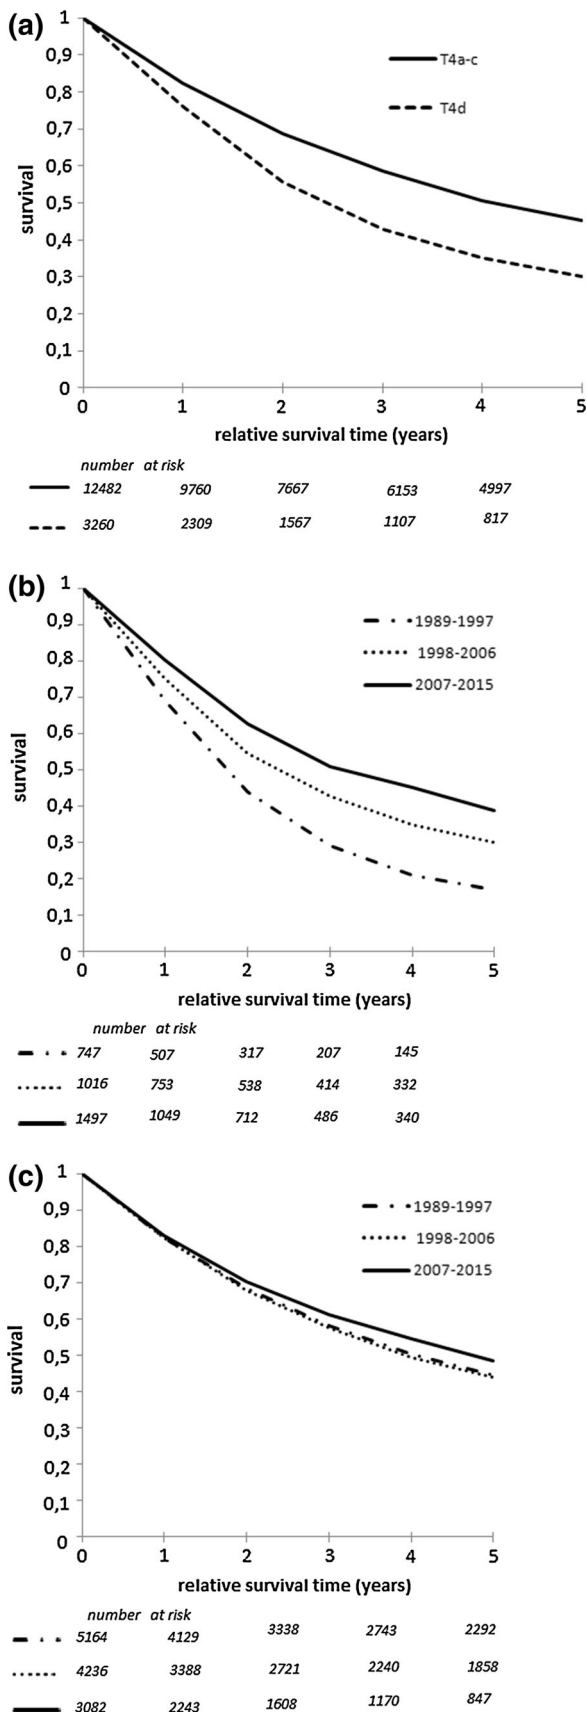 (a)
1
0,9
0,8
0,7
0,6
0,5
0,4
0,3
0,2
0,1
0
survival
T4a-c
T4d
0 1 2 3 4 5
relative survival time (years)
number at risk
12482 9760 7667 6153 4997
3260 2309 1567 1107 817
(b)
1
0,9
0,8
0,7
0,6
0,5
0,4
0,3
0,2
0,1
0
survival
1989-1997
1998-2006
2007-2015
0 1 2 3 4 5
relative survival time (years)
number at risk
747 507 317 207 145
1016 753 538 414 332
1497 1049 712 486 340
(c)
1
0,9
0,8
0,7
0,6
0,5
0,4
0,3
0,2
0,1
0
survival
1989-1997
1998-2006
2007-2015
0 1 2 3 4 5
relative survival time (years)
number at risk
5164 4129 3338 2743 2292
4236 3388 2721 2240 1858
3082 2243 1608 1170 847